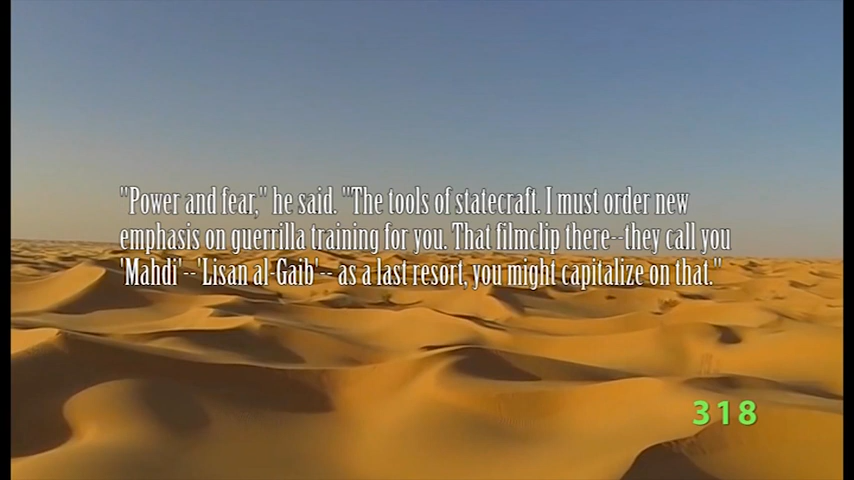 "Power and fear," he said. "The tools of statecraft. I must order new
emphasis on guerrilla training for you. That filmclip there--they call you
'Mahdi'--'Lisan al-Gaib'-- as a last resort, you might capitalize on that."
318